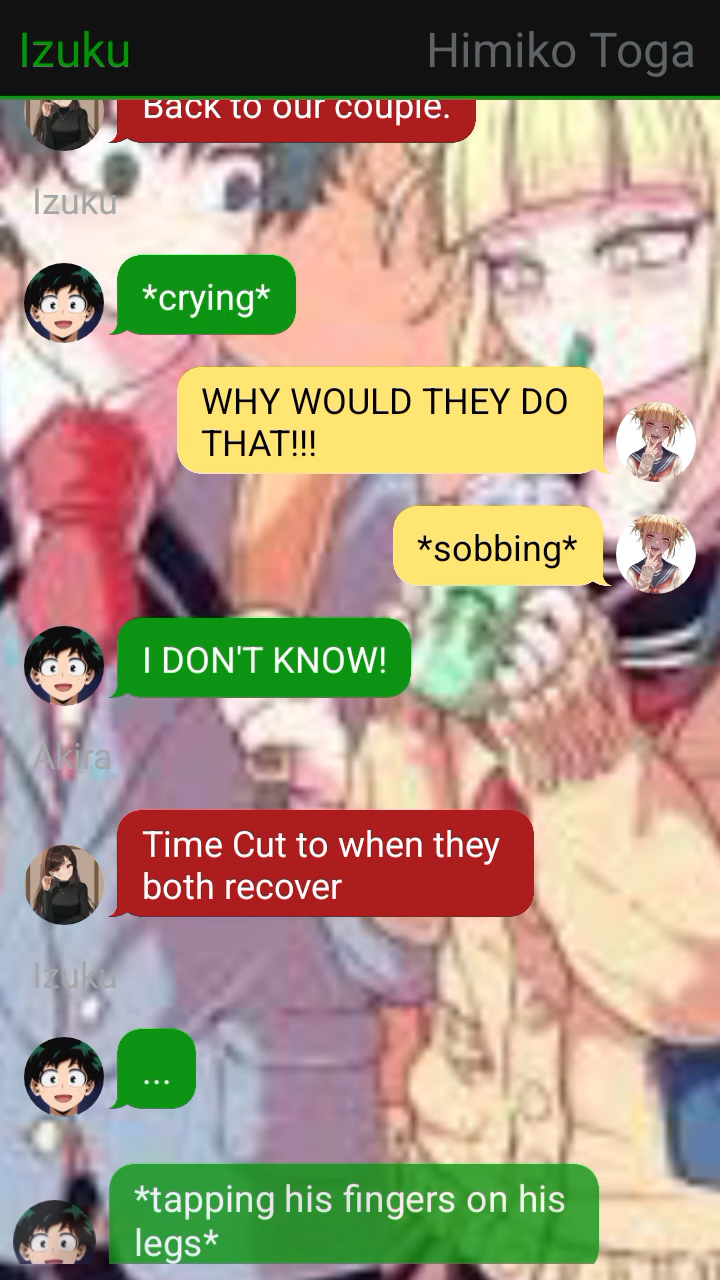 Izuku
Himiko Toga
Back to our couple.
Izuku
*crying*
WHY WOULD THEY DO
THAT!!!
*sobbing*
I DON'T KNOW!
Akira
Time Cut to when they
both recover
Izuku
...
*tapping his fingers on his
legs*